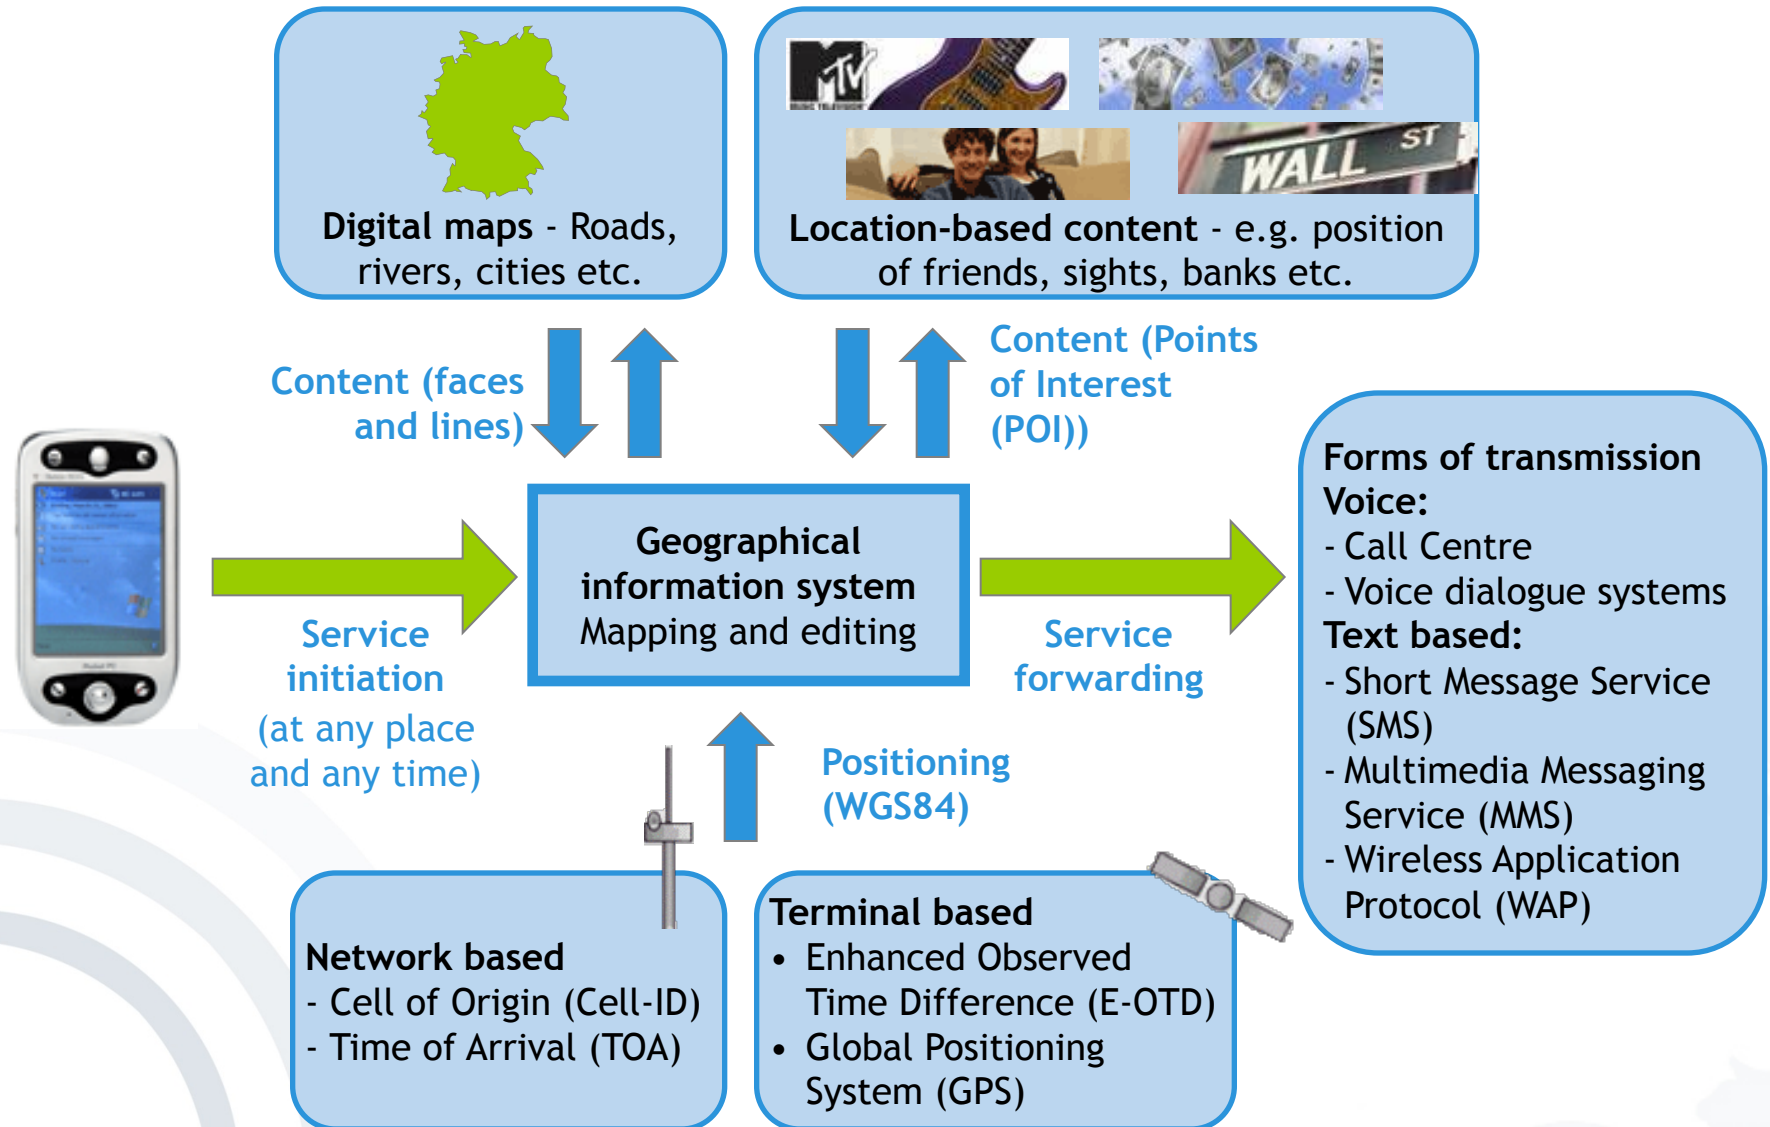 MTV
MUSIC TELEVISION
WALL ST
Digital maps - Roads,
rivers, cities etc.
Location-based content - e.g. position
of friends, sights, banks etc.
Content (faces
and lines)
Content (Points
of Interest
(POI))
Geographical
information system
Mapping and editing
Service
initiation
(at any place
and any time)
Service
forwarding
Forms of transmission
Voice:
- Call Centre
- Voice dialogue systems
Text based:
- Short Message Service
(SMS)
- Multimedia Messaging
Service (MMS)
- Wireless Application
Protocol (WAP)
Positioning
(WGS84)
Network based
- Cell of Origin (Cell-ID)
- Time of Arrival (TOA)
Terminal based
• Enhanced Observed
Time Difference (E-OTD)
• Global Positioning
System (GPS)